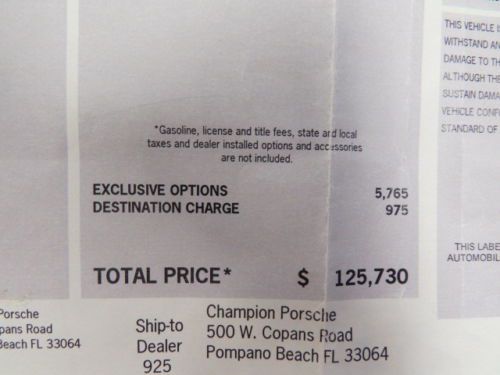 *Gasoline, license and title fees, state and local
taxes and dealer installed options and accessories
are not included.
EXCLUSIVE OPTIONS 5,765
DESTINATION CHARGE 975
TOTAL PRICE* $ 125,730
Porsche
pans Road
Beach FL 33064
Ship-to
Dealer
925
Champion Porsche
500 W. Copans Road
Pompano Beach FL 33064
THIS VEHICLE
WITHSTAND AN
DAMAGE TO TH
ALTHOUGH THE
SUSTAIN DAMA
VEHICLE CONF
STANDARD OF
THIS LABE
AUTOMOBIL